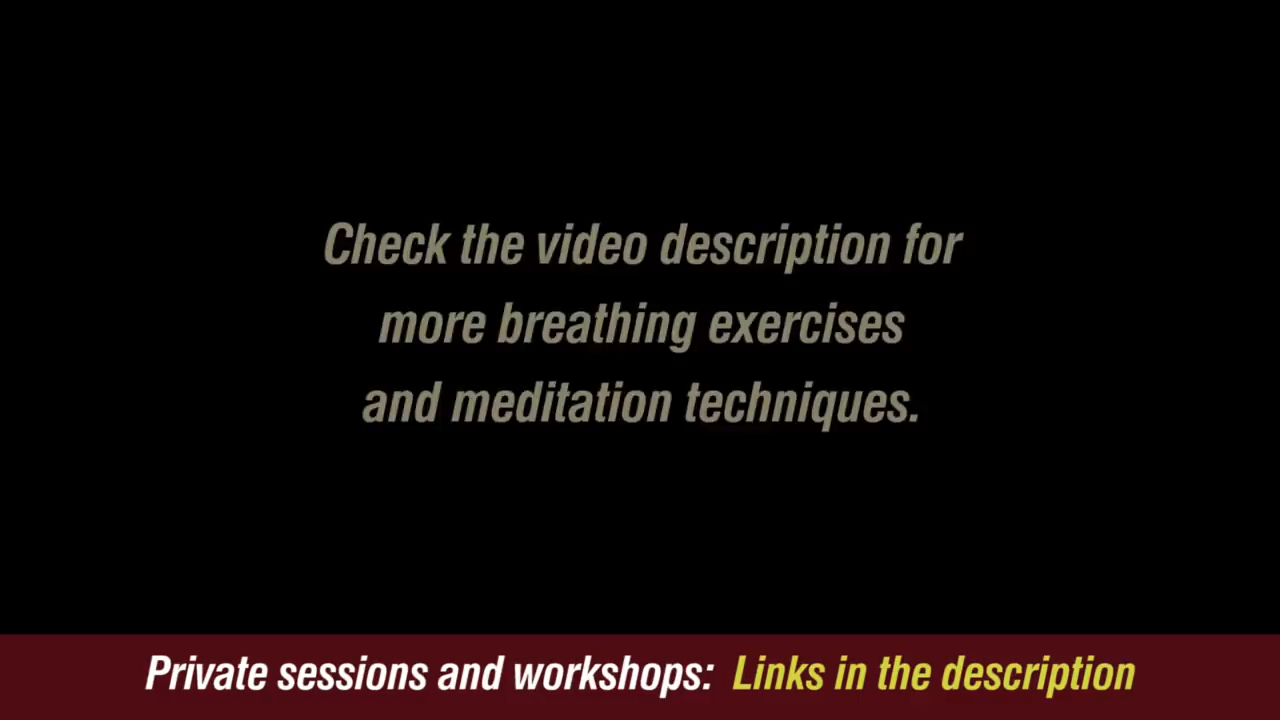 Check the video description for
more breathing exercises
and meditation techniques.
Private sessions and workshops: Links in the description